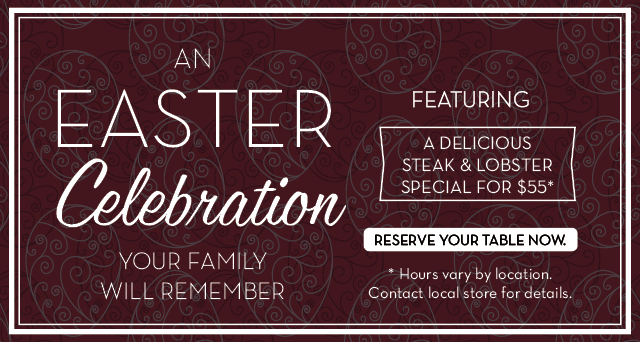 AN
EASTER
Celebration
YOUR FAMILY
WILL REMEMBER
FEATURING
A DELICIOUS
STEAK & LOBSTER
SPECIAL FOR $55*
RESERVE YOUR TABLE NOW.
* Hours vary by location.
Contact local store for details.